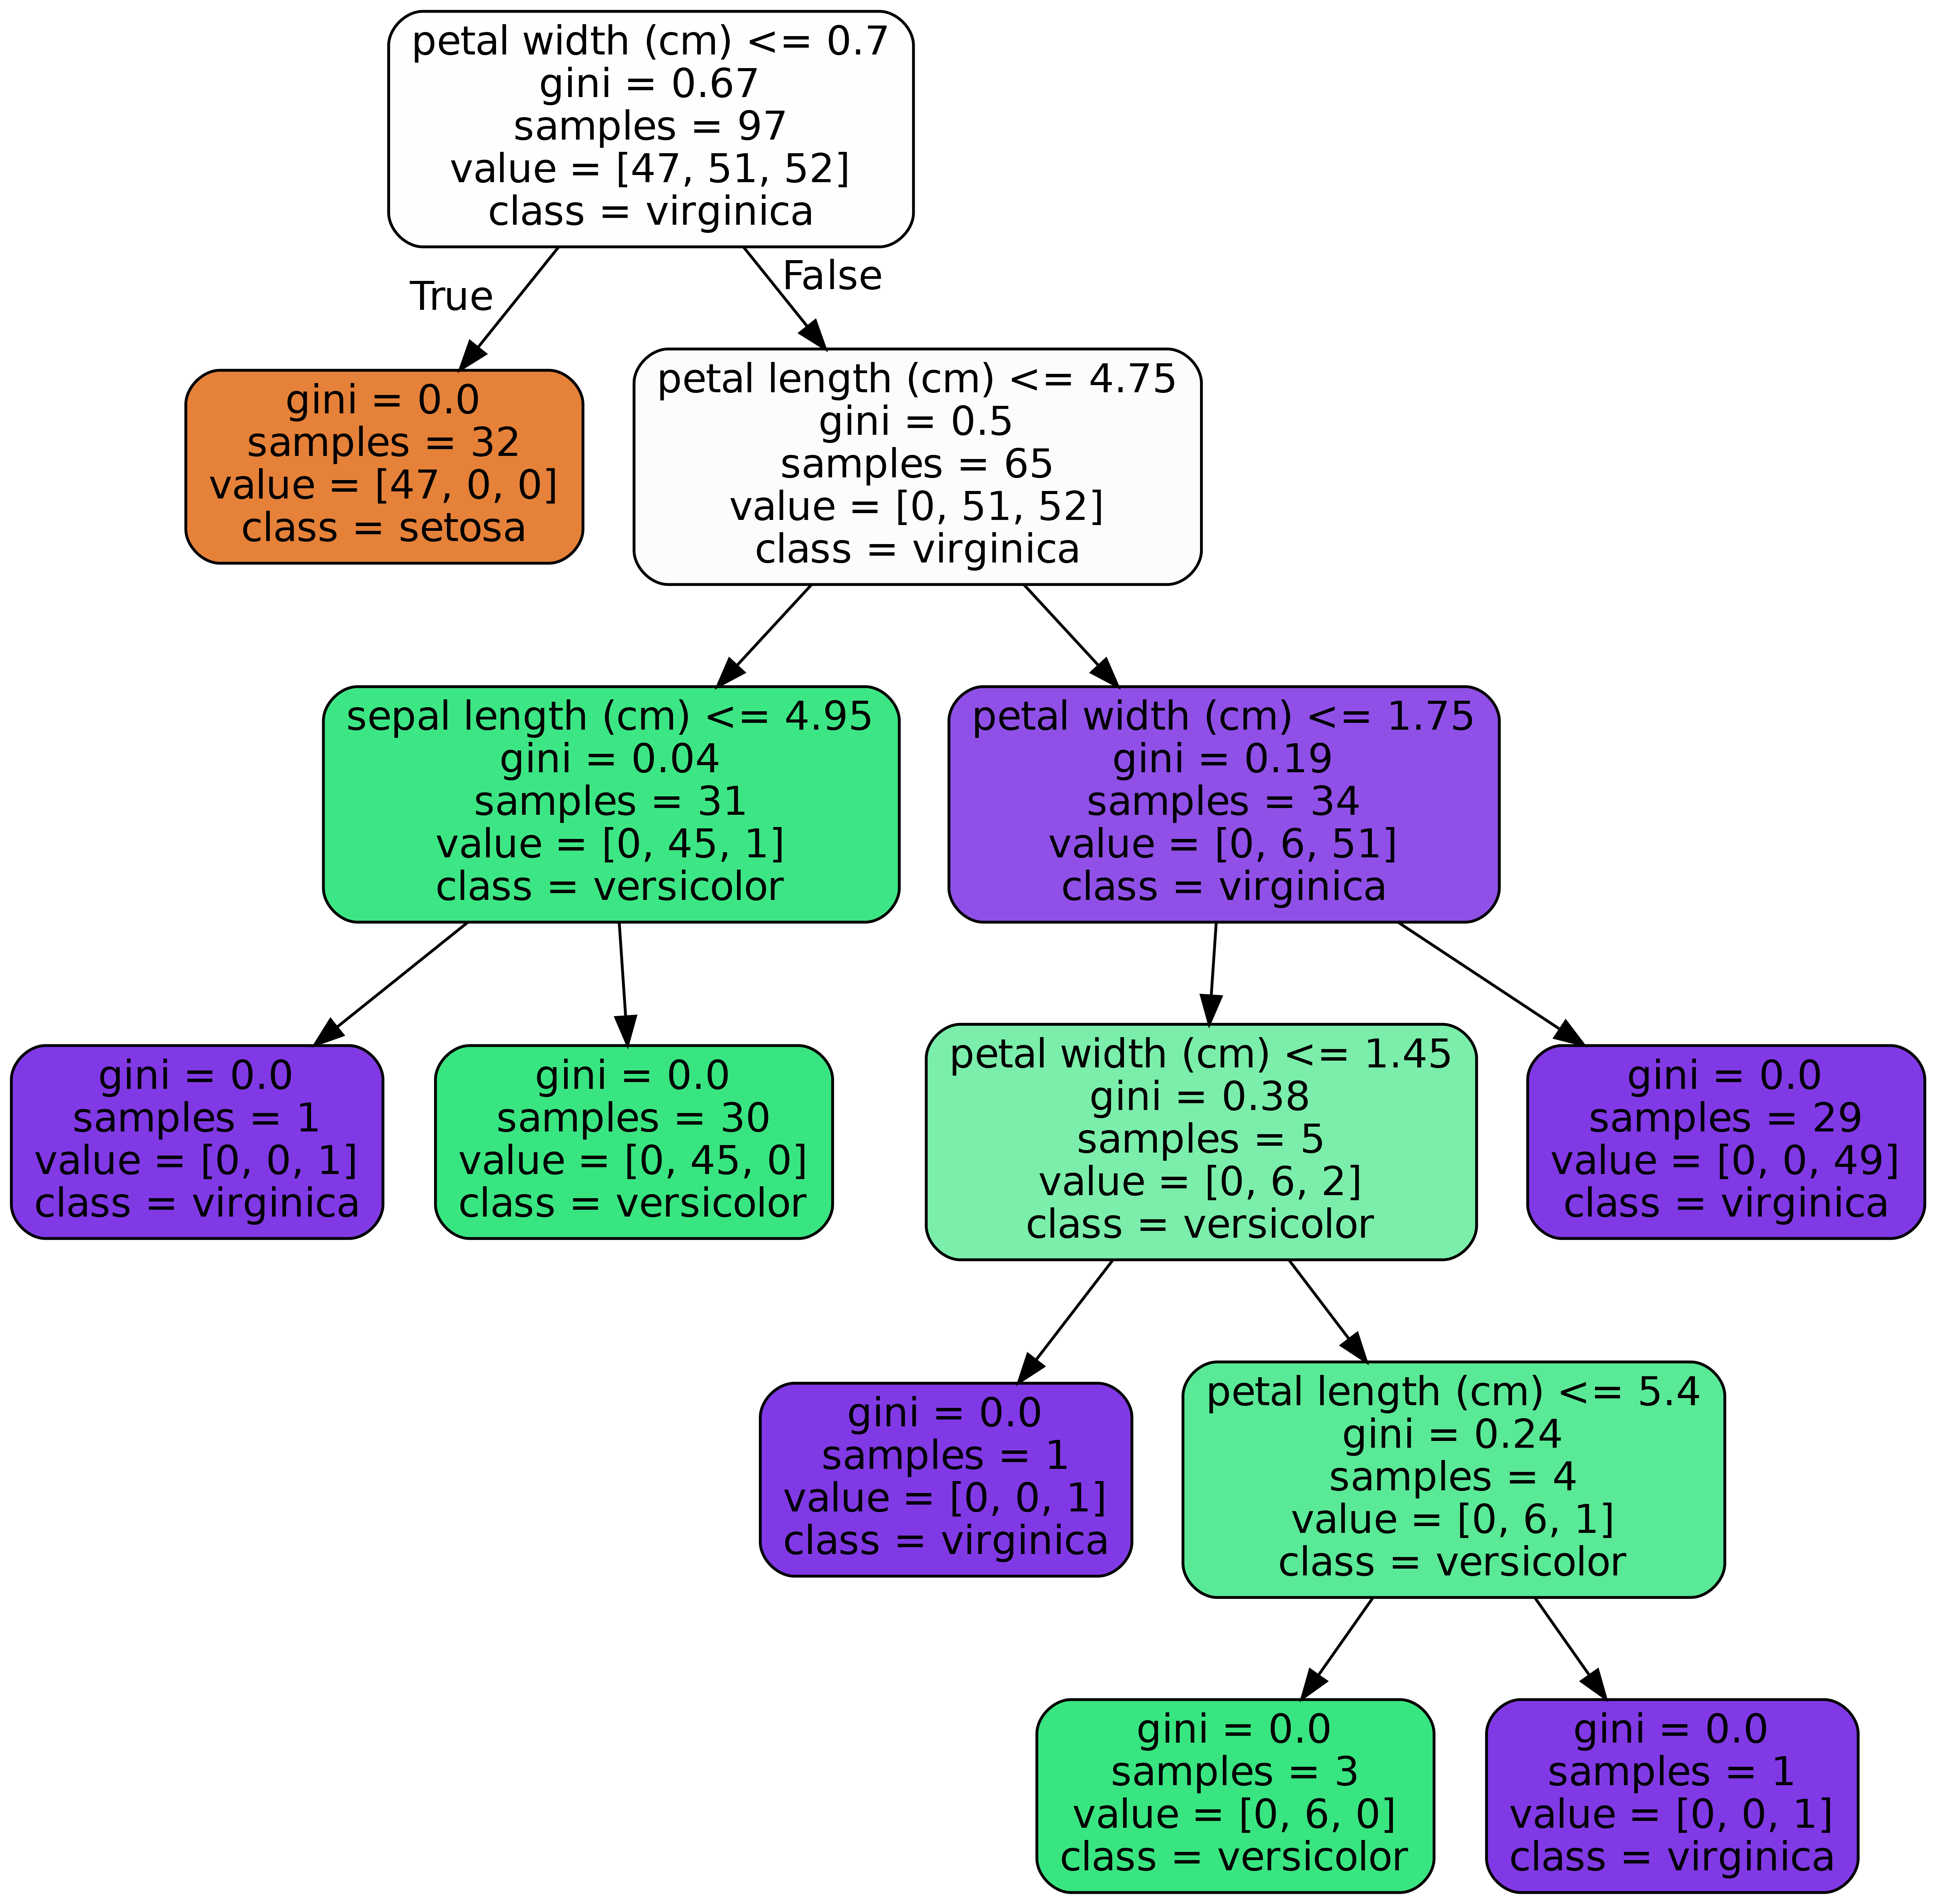 petal width (cm) <= 0.7
gini = 0.67
samples = 97
value = [47, 51, 52]
class = virginica
True
False
gini = 0.0
samples = 32
value = [47, 0, 0]
class = setosa
petal length (cm) <= 4.75
gini = 0.5
samples = 65
value = [0, 51, 52]
class = virginica
sepal length (cm) <= 4.95
gini = 0.04
samples = 31
value = [0, 45, 1]
class = versicolor
petal width (cm) <= 1.75
gini = 0.19
samples = 34
value = [0, 6, 51]
class = virginica
gini = 0.0
samples = 1
value = [0, 0, 1]
class = virginica
gini = 0.0
samples = 30
value = [0, 45, 0]
class = versicolor
petal width (cm) <= 1.45
gini = 0.38
samples = 5
value = [0, 6, 2]
class = versicolor
gini = 0.0
samples = 29
value = [0, 0, 49]
class = virginica
gini = 0.0
samples = 1
value = [0, 0, 1]
class = virginica
petal length (cm) <= 5.4
gini = 0.24
samples = 4
value = [0, 6, 1]
class = versicolor
gini = 0.0
samples = 3
value = [0, 6, 0]
class = versicolor
gini = 0.0
samples = 1
value = [0, 0, 1]
class = virginica